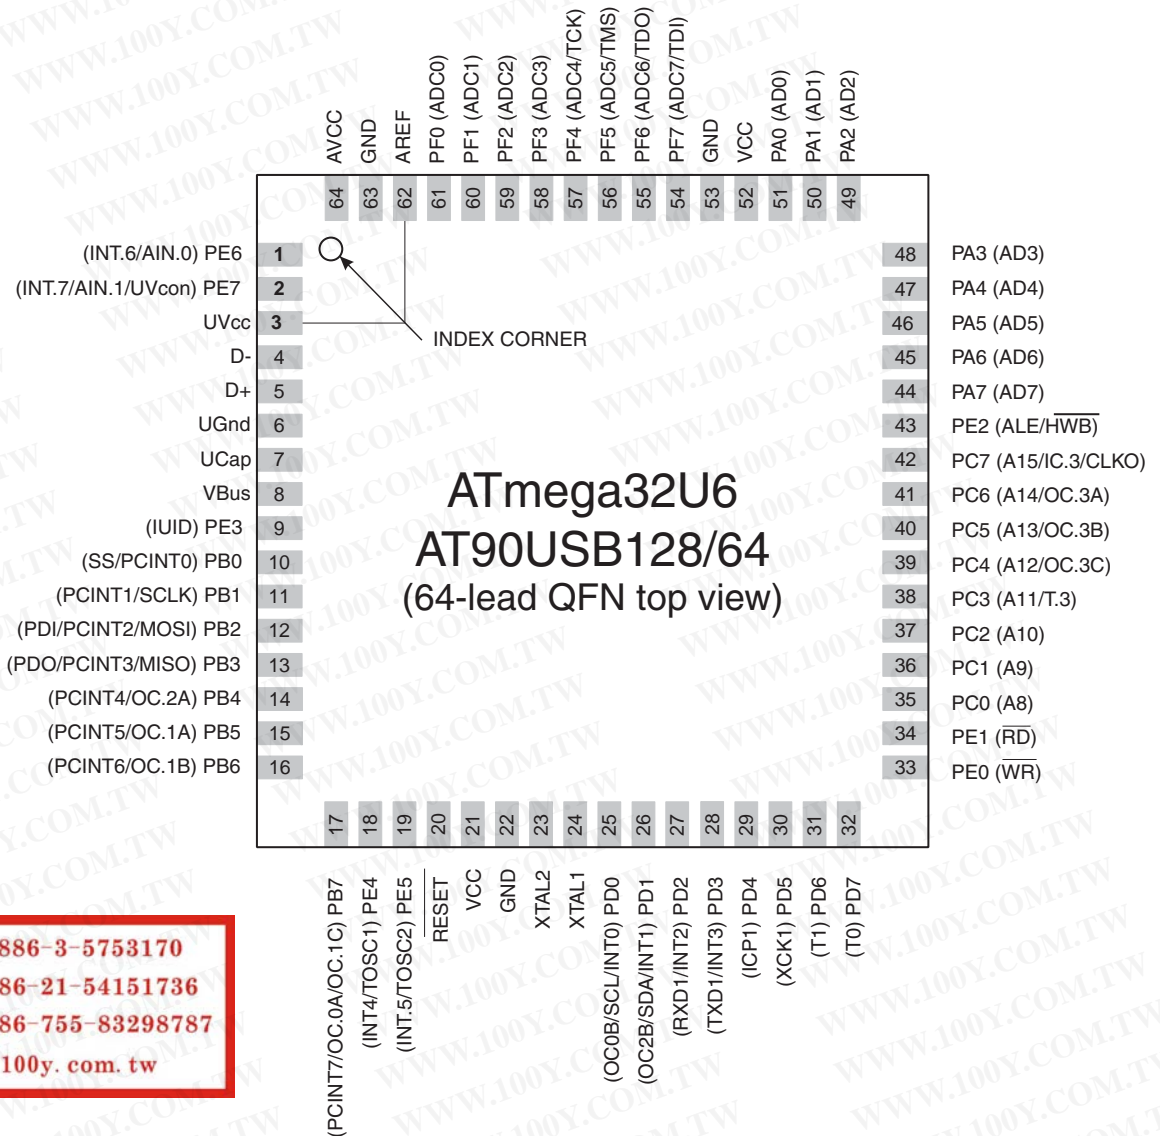 AVCC
GND
AREF
PF0 (ADC0)
PF1 (ADC1)
PF2 (ADC2)
PF3 (ADC3)
PF4 (ADC4/TCK)
PF5 (ADC5/TMS)
PF6 (ADC6/TDO)
PF7 (ADC7/TDI)
GND
VCC
PA0 (AD0)
PA1 (AD1)
PA2 (AD2)
64 63 62 61 60 59 58 57 56 55 54 53 52 51 50 49
(INT.6/AIN.0) PE6 1
(INT.7/AIN.1/UVcon) PE7 2
UVcc 3
D- 4
D+ 5
UGnd 6
UCap 7
VBus 8
(IUID) PE3 9
(SS/PCINT0) PB0 10
(PCINT1/SCLK) PB1 11
(PDI/PCINT2/MOSI) PB2 12
(PDO/PCINT3/MISO) PB3 13
(PCINT4/OC.2A) PB4 14
(PCINT5/OC.1A) PB5 15
(PCINT6/OC.1B) PB6 16
INDEX CORNER
ATmega32U6
AT90USB128/64
(64-lead QFN top view)
48 PA3 (AD3)
47 PA4 (AD4)
46 PA5 (AD5)
45 PA6 (AD6)
44 PA7 (AD7)
43 PE2 (ALE/HWB)
42 PC7 (A15/IC.3/CLKO)
41 PC6 (A14/OC.3A)
40 PC5 (A13/OC.3B)
39 PC4 (A12/OC.3C)
38 PC3 (A11/T.3)
37 PC2 (A10)
36 PC1 (A9)
35 PC0 (A8)
34 PE1 (RD)
33 PE0 (WR)
17 18 19 20 21 22 23 24 25 26 27 28 29 30 31 32
(PCINT7/OC.0A/OC.1C) PB7
(INT4/TOSC1) PE4
(INT.5/TOSC2) PE5
RESET
VCC
GND
XTAL2
XTAL1
(OC0B/SCL/INT0) PD0
(OC2B/SDA/INT1) PD1
(RXD1/INT2) PD2
(TXD1/INT3) PD3
(ICP1) PD4
(XCK1) PD5
(T1) PD6
(T0) PD7
886-3-5753170
86-21-54151736
86-755-83298787
100y.com.tw
WWW.100Y.COM.TW